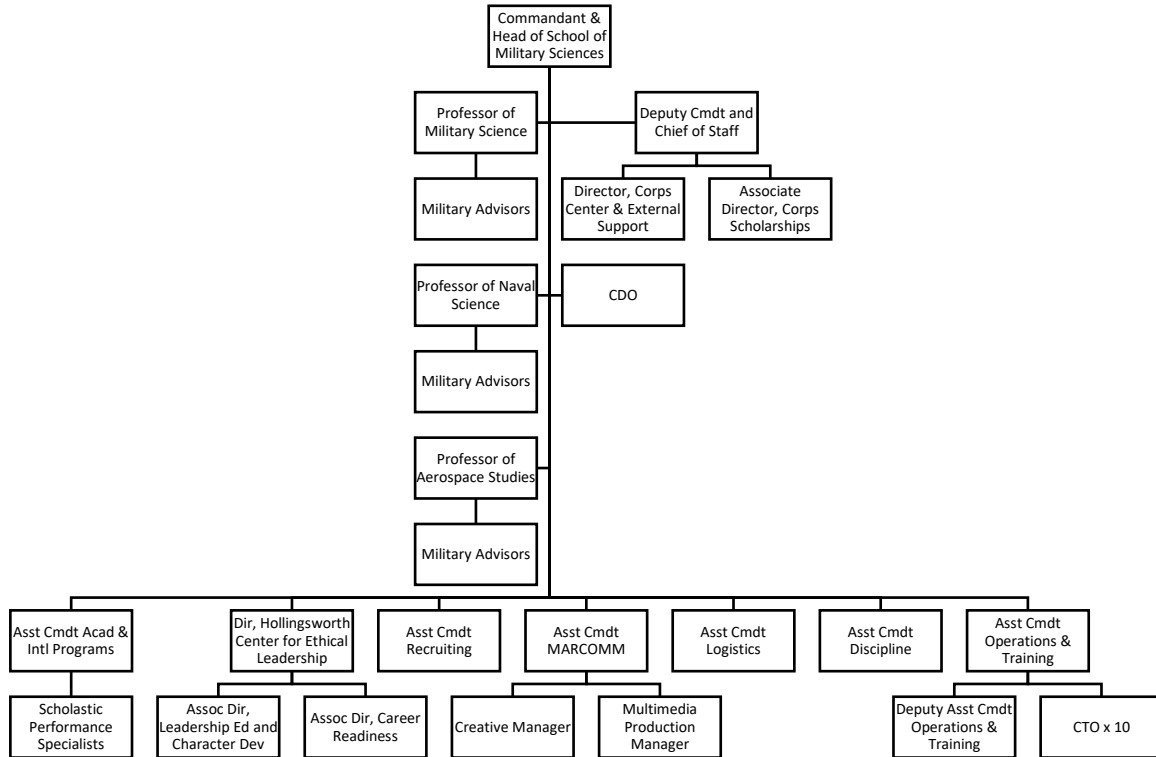 Commandant &
Head of School of
Military Sciences
Professor of
Military Science
Deputy Cmdt and
Chief of Staff
Military Advisors
Director, Corps
Center & External
Support
Associate
Director, Corps
Scholarships
Professor of Naval
Science
CDO
Military Advisors
Professor of
Aerospace Studies
Military Advisors
Asst Cmdt Acad &
Intl Programs
Dir, Hollingsworth
Center for Ethical
Leadership
Asst Cmdt
Recruiting
Asst Cmdt
MARCOMM
Asst Cmdt
Logistics
Asst Cmdt
Discipline
Asst Cmdt
Operations &
Training
Scholastic
Performance
Specialists
Assoc Dir,
Leadership Ed and
Character Dev
Assoc Dir, Career
Readiness
Creative Manager
Multimedia
Production
Manager
Deputy Asst Cmdt
Operations &
Training
CTO x 10